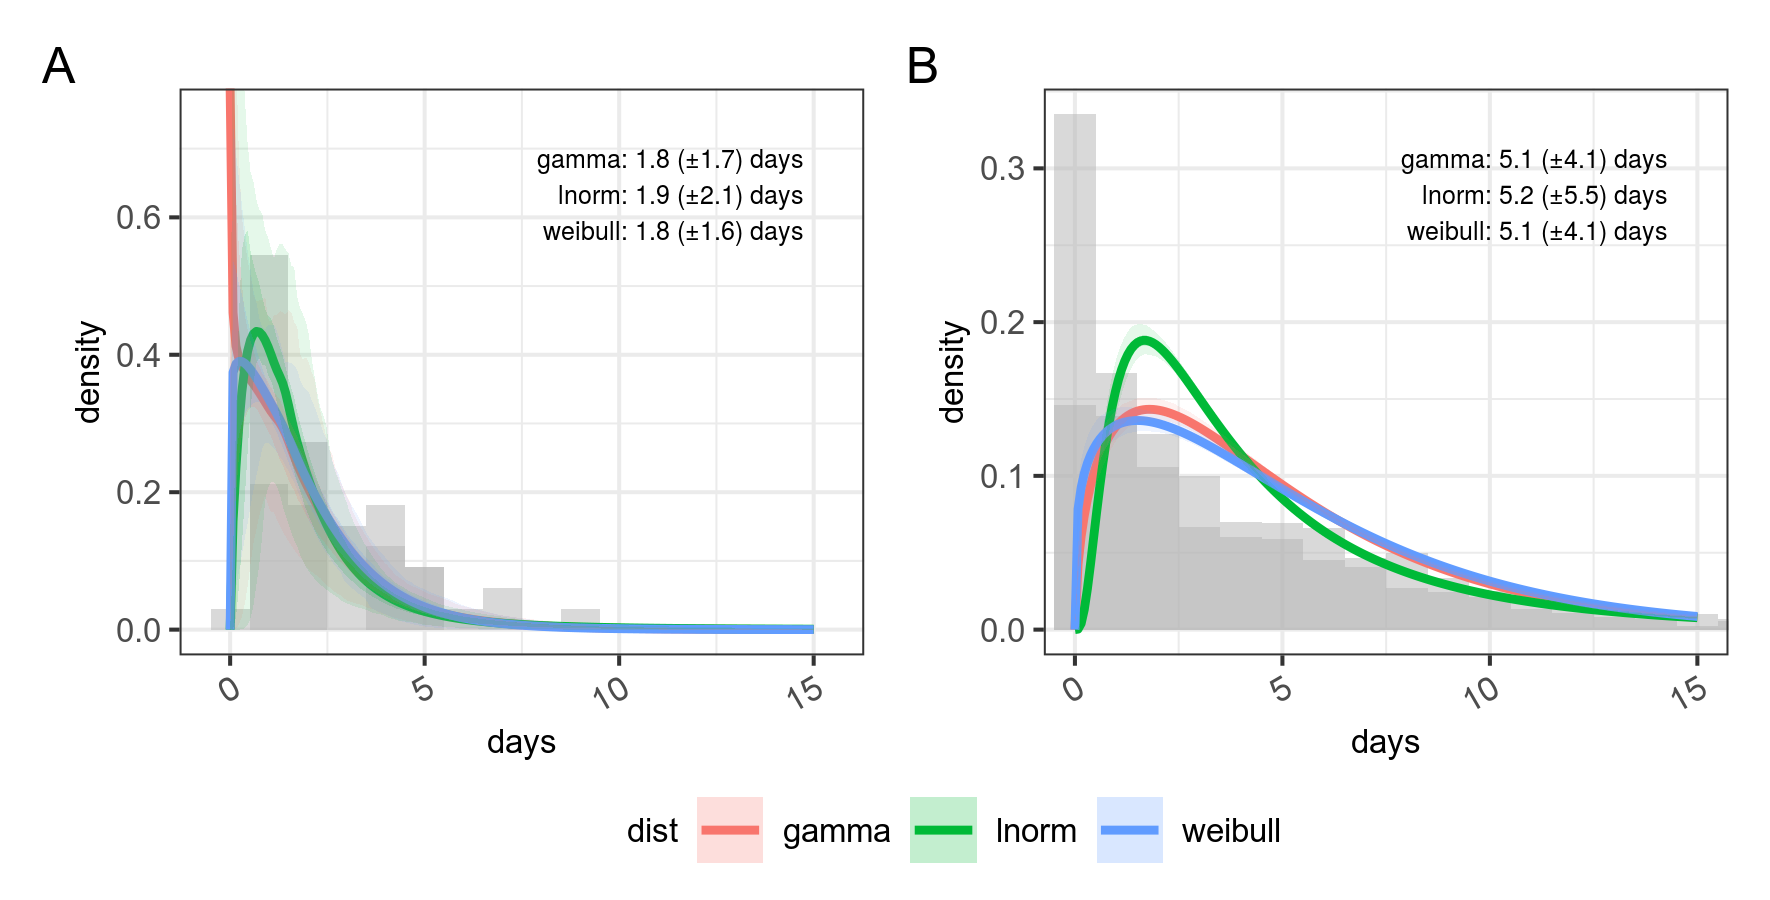 A
density
0.6
0.4
0.2
0.0
gamma: 1.8 (±1.7) days
lnorm: 1.9 (±2.1) days
weibull: 1.8 (±1.6) days
0 5 10 15
days
B
density
0.3
0.2
0.1
0.0
gamma: 5.1 (±4.1) days
lnorm: 5.2 (±5.5) days
weibull: 5.1 (±4.1) days
0 5 10 15
days
dist gamma lnorm weibull